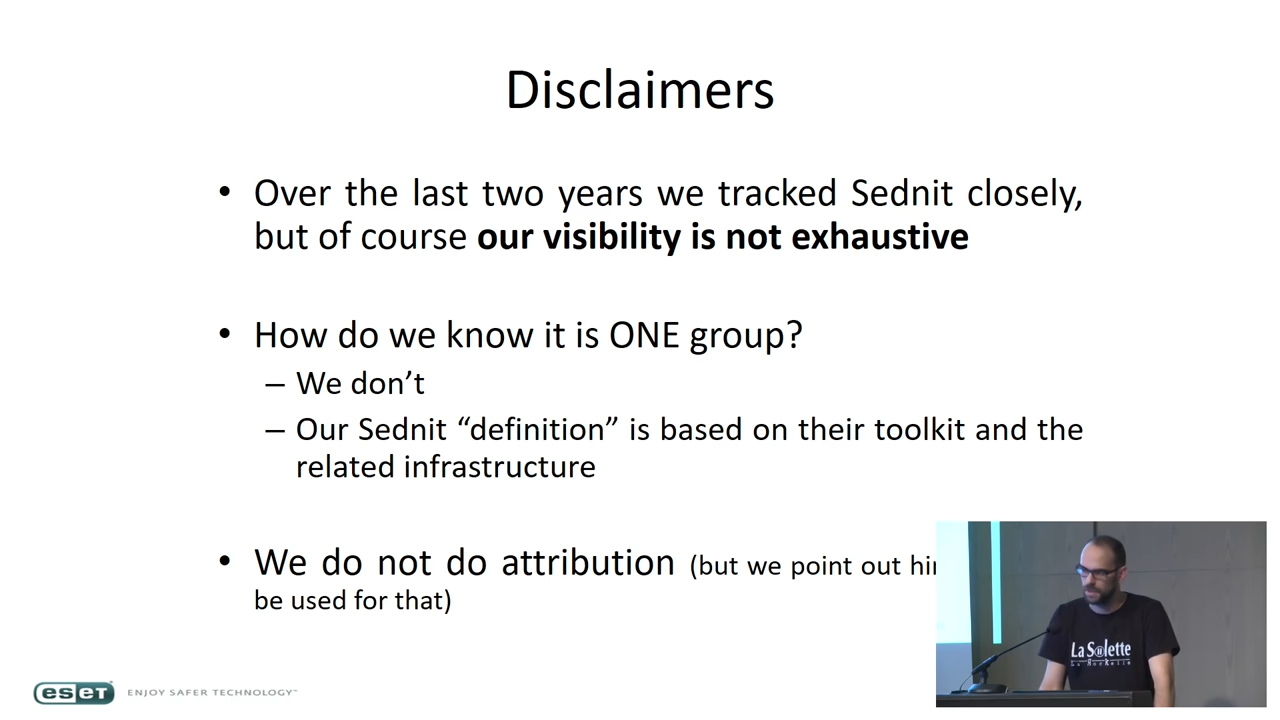 Disclaimers
• Over the last two years we tracked Sednit closely,
but of course our visibility is not exhaustive
• How do we know it is ONE group?
– We don’t
– Our Sednit “definition” is based on their toolkit and the
related infrastructure
• We do not do attribution (but we point out
be used for that)
La Salette
eset ENJOY SAFER TECHNOLOGY™